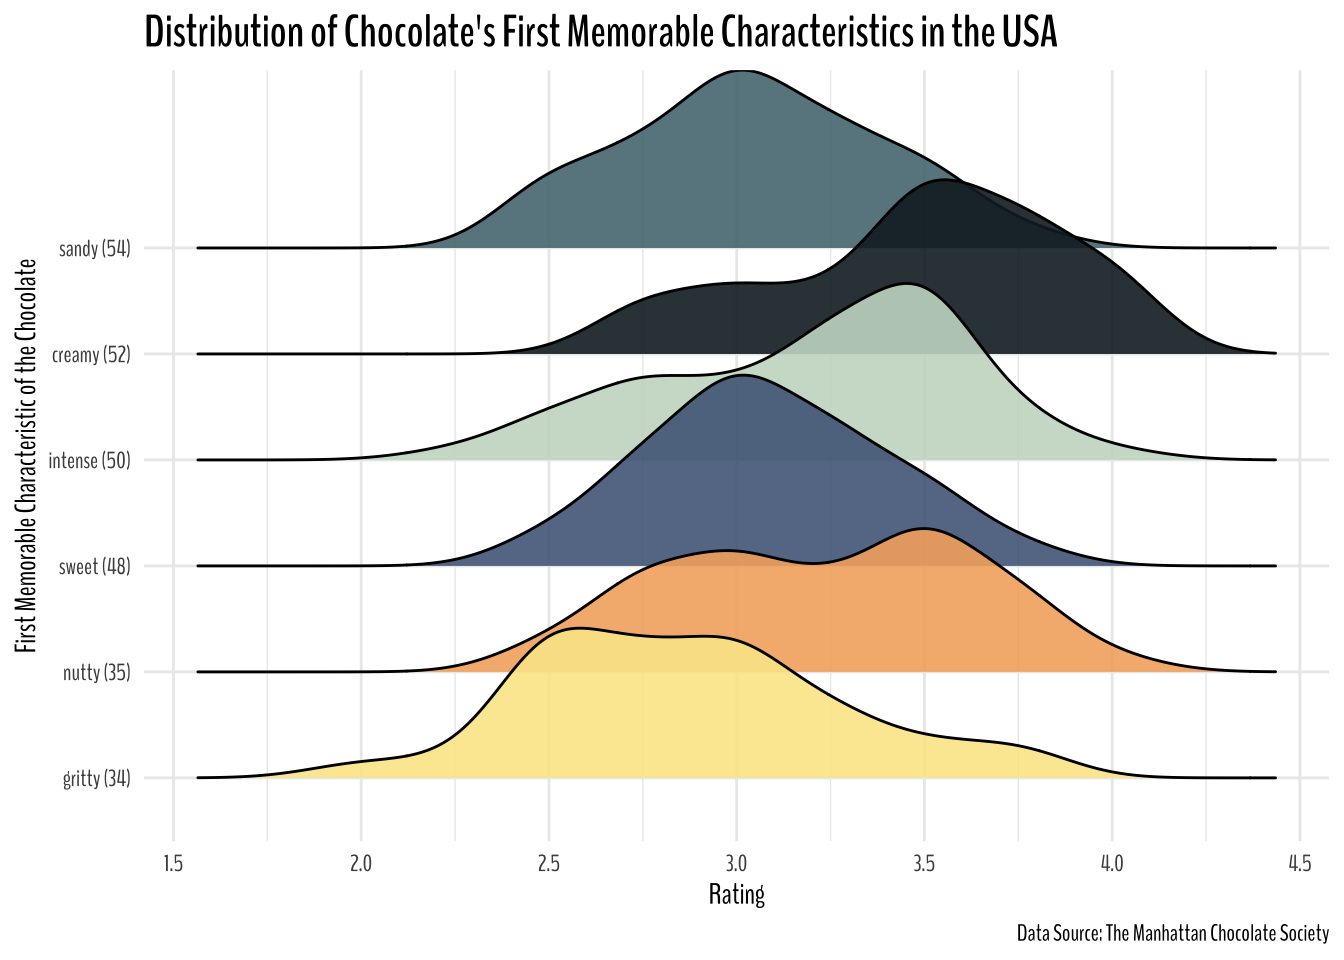 Distribution of Chocolate's First Memorable Characteristics in the USA
First Memorable Characteristic of the Chocolate
sandy (54)
creamy (52)
intense (50)
sweet (48)
nutty (35)
gritty (34)
1.5 2.0 2.5 3.0 3.5 4.0 4.5
Rating
Data Source: The Manhattan Chocolate Society